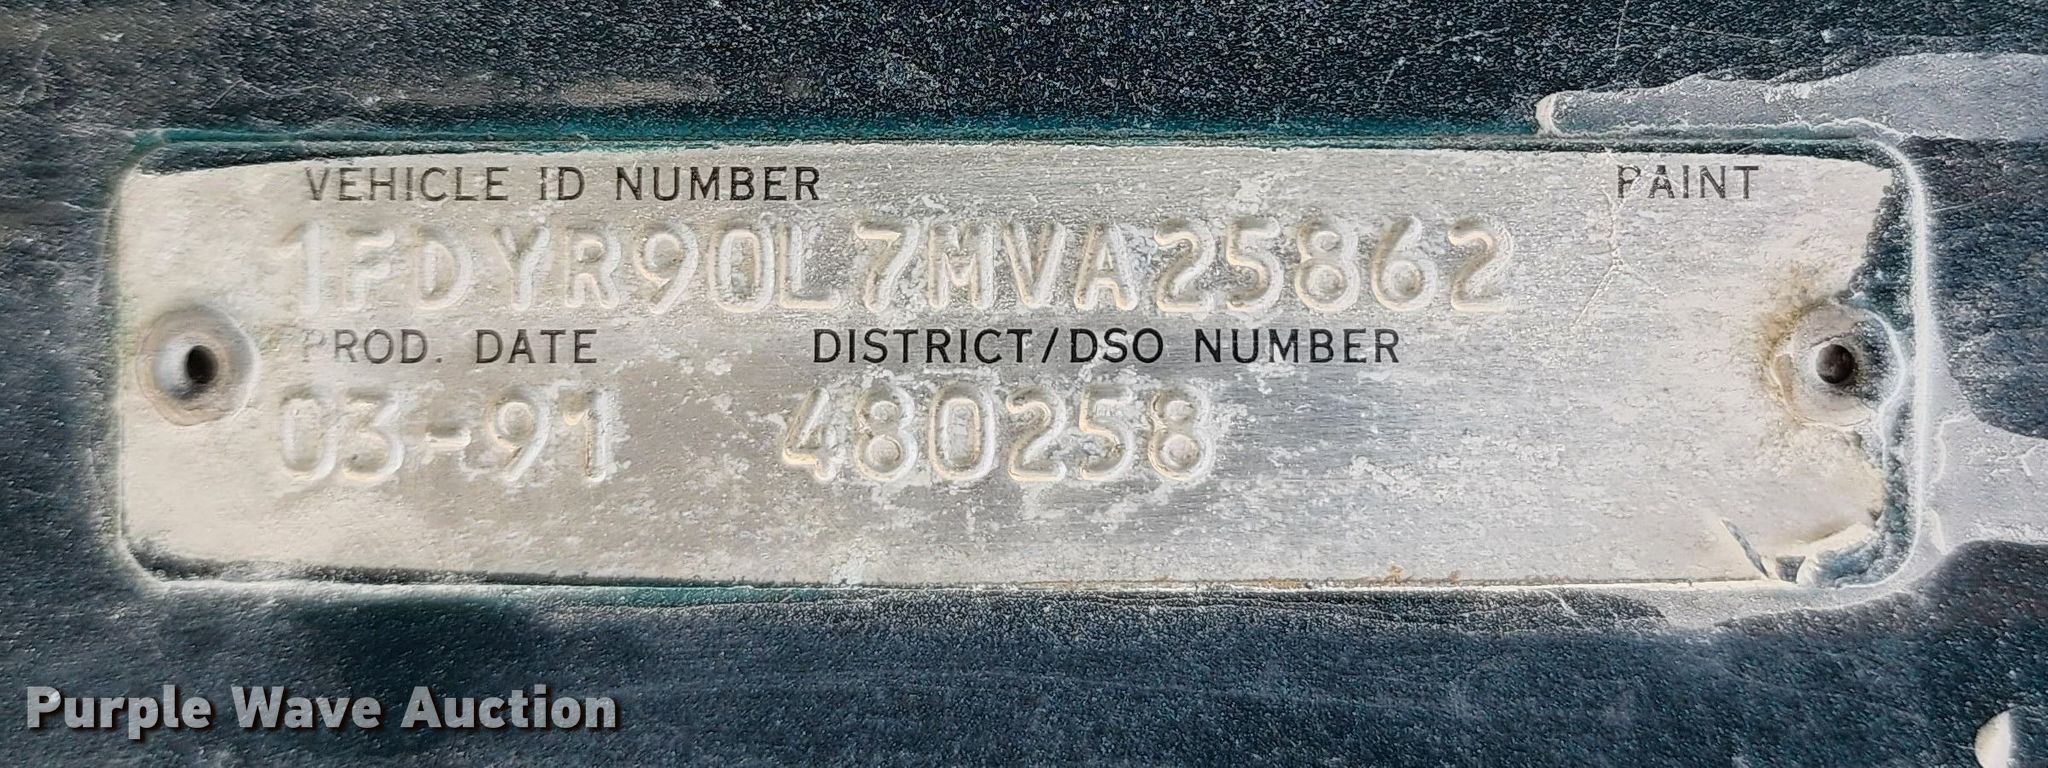 VEHICLE ID NUMBER PAINT
1FDYR90L7MVA25862
PROD. DATE DISTRICT/DSO NUMBER
03-91 480258
Purple Wave Auction